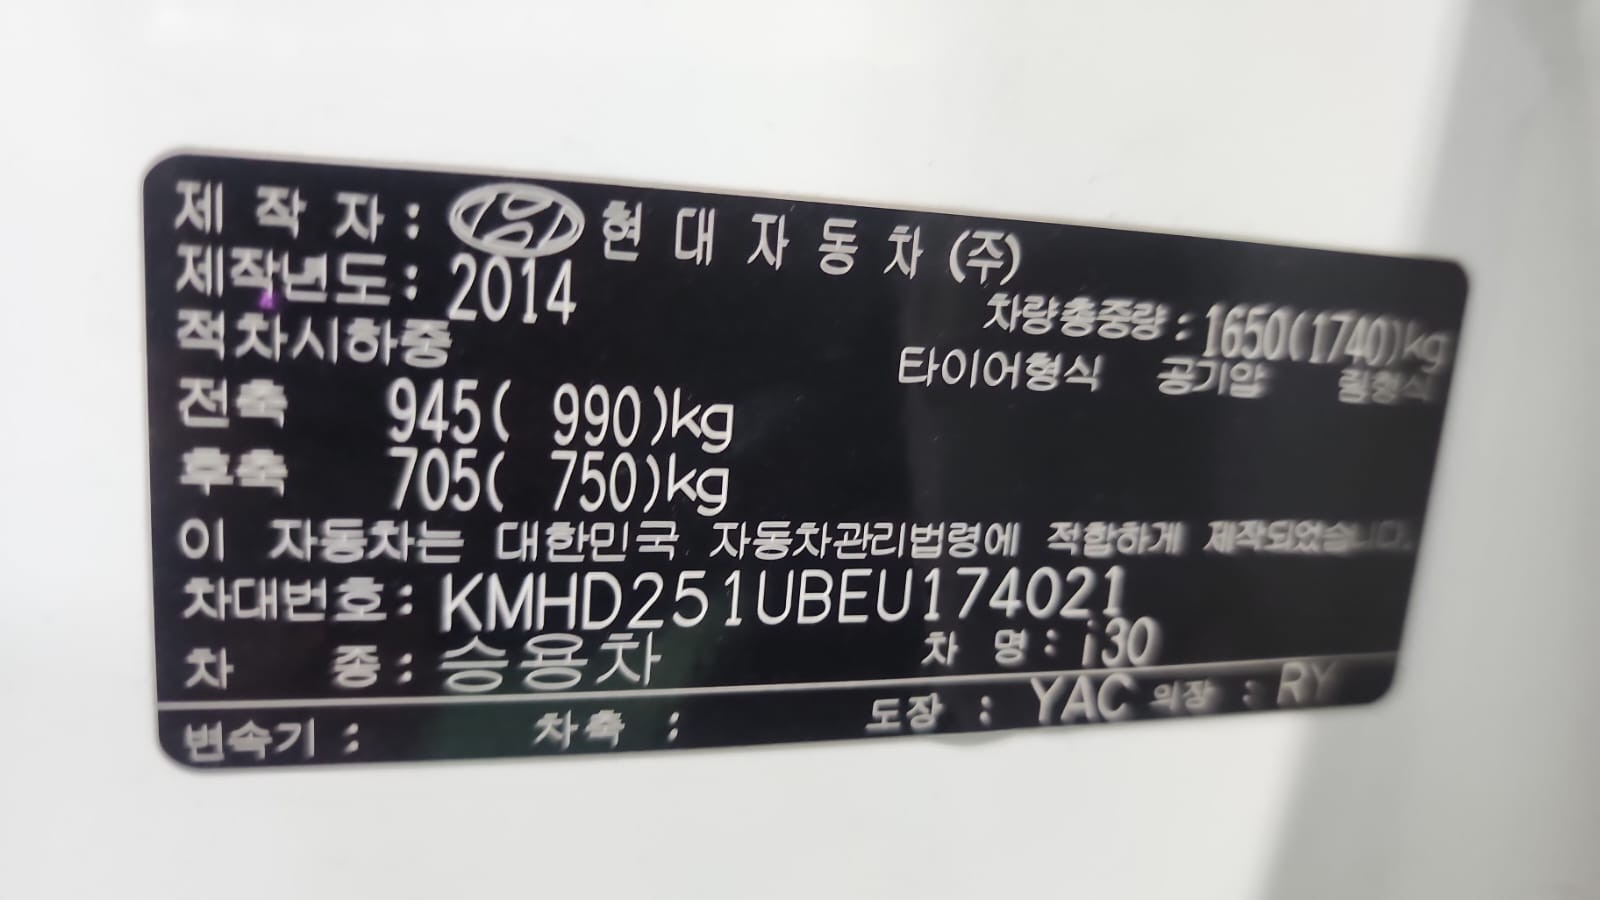 제작자: 현대자동차(주)
제작년도: 2014
차량총중량: 1650(1740)kg
적차시하중
타이어형식 공기압 림형식
전축 945( 990)kg
후축 705( 750)kg
이 자동차는 대한민국 자동차관리법령에 적합하게 제작되었습니다.
차대번호: KMHD251UBEU174021
차종: 승용차 차명: i30
변속기: 차축: 도장: YAC 의장: RY